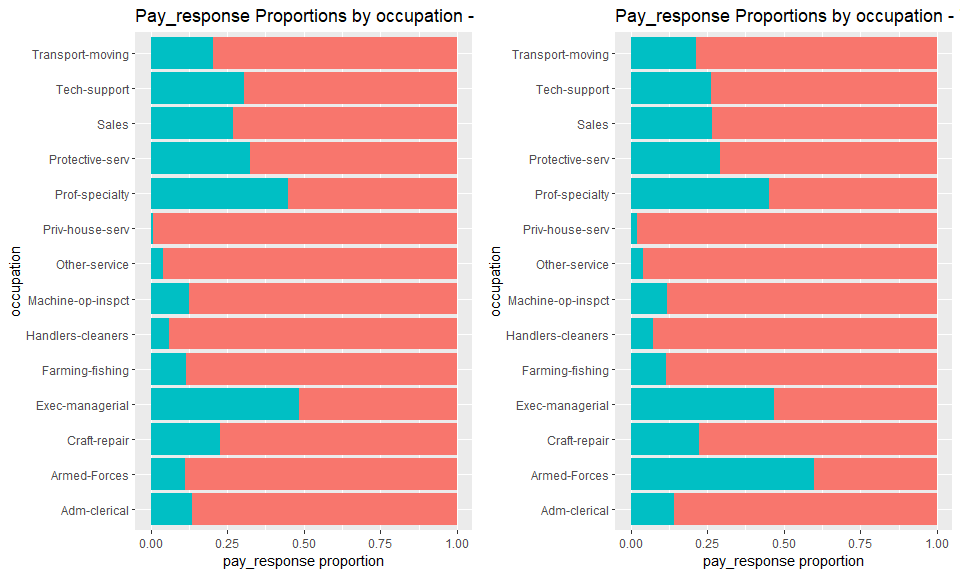 Pay_response Proportions by occupation -
occupation
Transport-moving
Tech-support
Sales
Protective-serv
Prof-specialty
Priv-house-serv
Other-service
Machine-op-inspct
Handlers-cleaners
Farming-fishing
Exec-managerial
Craft-repair
Armed-Forces
Adm-clerical
0.00 0.25 0.50 0.75 1.00
pay_response proportion
Pay_response Proportions by occupation -
occupation
Transport-moving
Tech-support
Sales
Protective-serv
Prof-specialty
Priv-house-serv
Other-service
Machine-op-inspct
Handlers-cleaners
Farming-fishing
Exec-managerial
Craft-repair
Armed-Forces
Adm-clerical
0.00 0.25 0.50 0.75 1.00
pay_response proportion